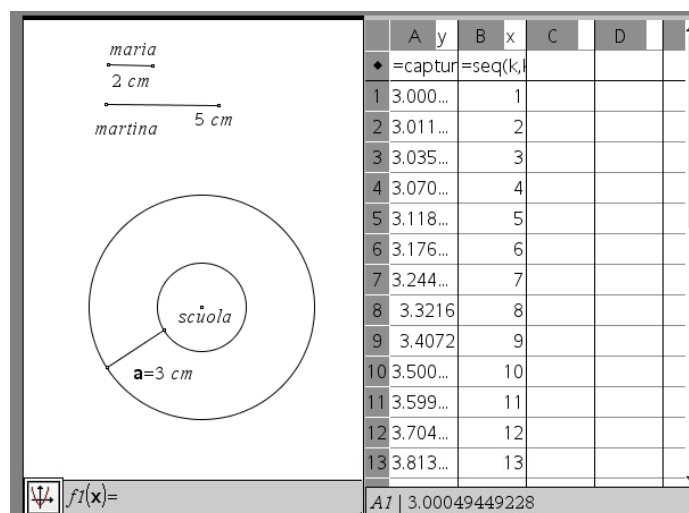 maria
2 cm
5 cm
martina
scuola
a=3 cm
f1(x)=
A y B x C D
◆ =captur =seq(k,k
1 3.000... 1
2 3.011... 2
3 3.035... 3
4 3.070... 4
5 3.118... 5
6 3.176... 6
7 3.244... 7
8 3.3216 8
9 3.4072 9
10 3.500... 10
11 3.599... 11
12 3.704... 12
13 3.813... 13
A1 | 3.00049449228